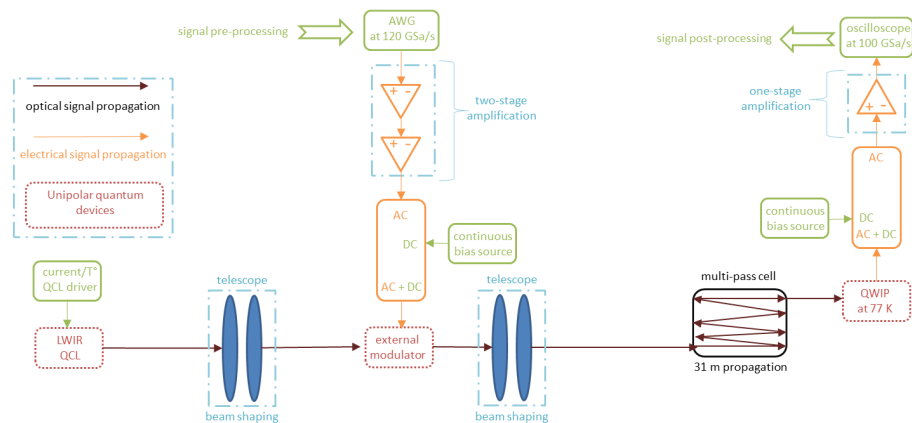 signal pre-processing
AWG
at 120 GSa/s
signal post-processing
oscilloscope
at 100 GSa/s
optical signal propagation
electrical signal propagation
Unipolar quantum
devices
+ -
+ -
two-stage
amplification
one-stage
amplification
+ -
AC
DC
AC + DC
continuous
bias source
AC
DC
AC + DC
continuous
bias source
current/T°
QCL driver
LWIR
QCL
telescope
beam shaping
external
modulator
telescope
beam shaping
multi-pass cell
31 m propagation
QWIP
at 77 K